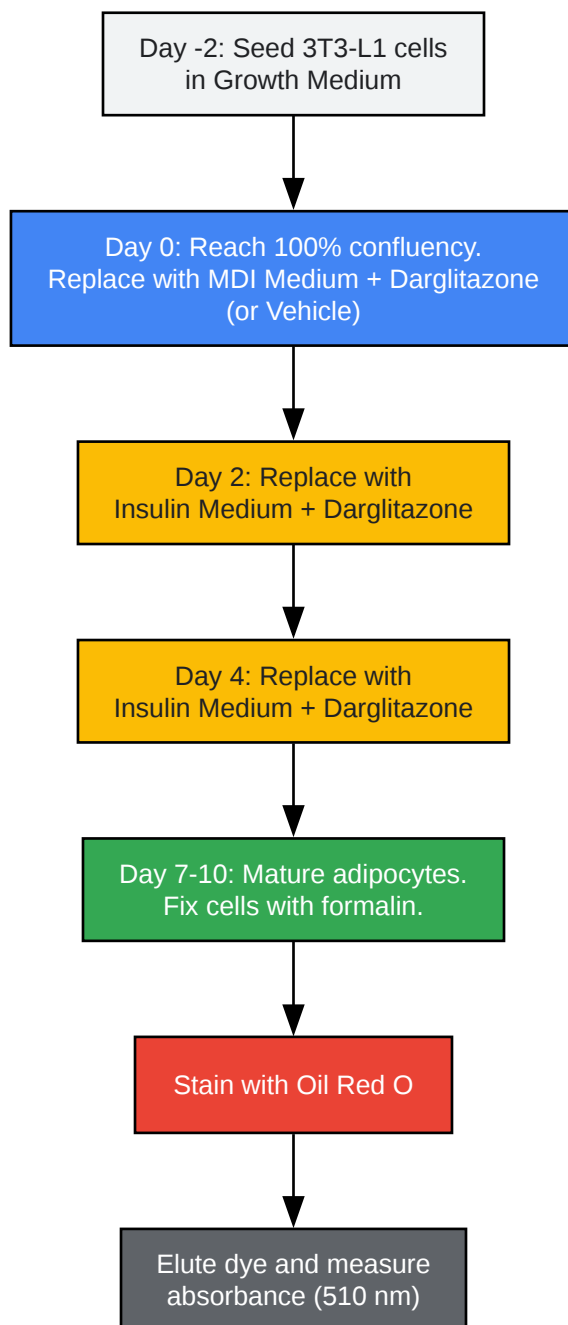 Day -2: Seed 3T3-L1 cells
in Growth Medium
Day 0: Reach 100% confluency.
Replace with MDI Medium + Darglitazone
(or Vehicle)
Day 2: Replace with
Insulin Medium + Darglitazone
Day 4: Replace with
Insulin Medium + Darglitazone
Day 7-10: Mature adipocytes.
Fix cells with formalin.
Stain with Oil Red O
Elute dye and measure
absorbance (510 nm)